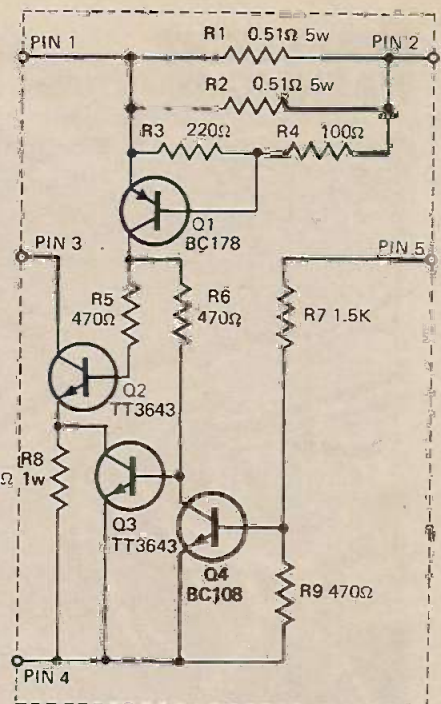 PIN 1
R1 0.51Ω 5w
PIN 2
R2 0.51Ω 5w
R3 220Ω
R4 100Ω
Q1
BC178
PIN 3
PIN 5
R5
470Ω
R6
470Ω
R7 1.5K
Q2
TT3643
R8
Ω 1w
Q3
TT3643
Q4
BC108
R9 470Ω
PIN 4